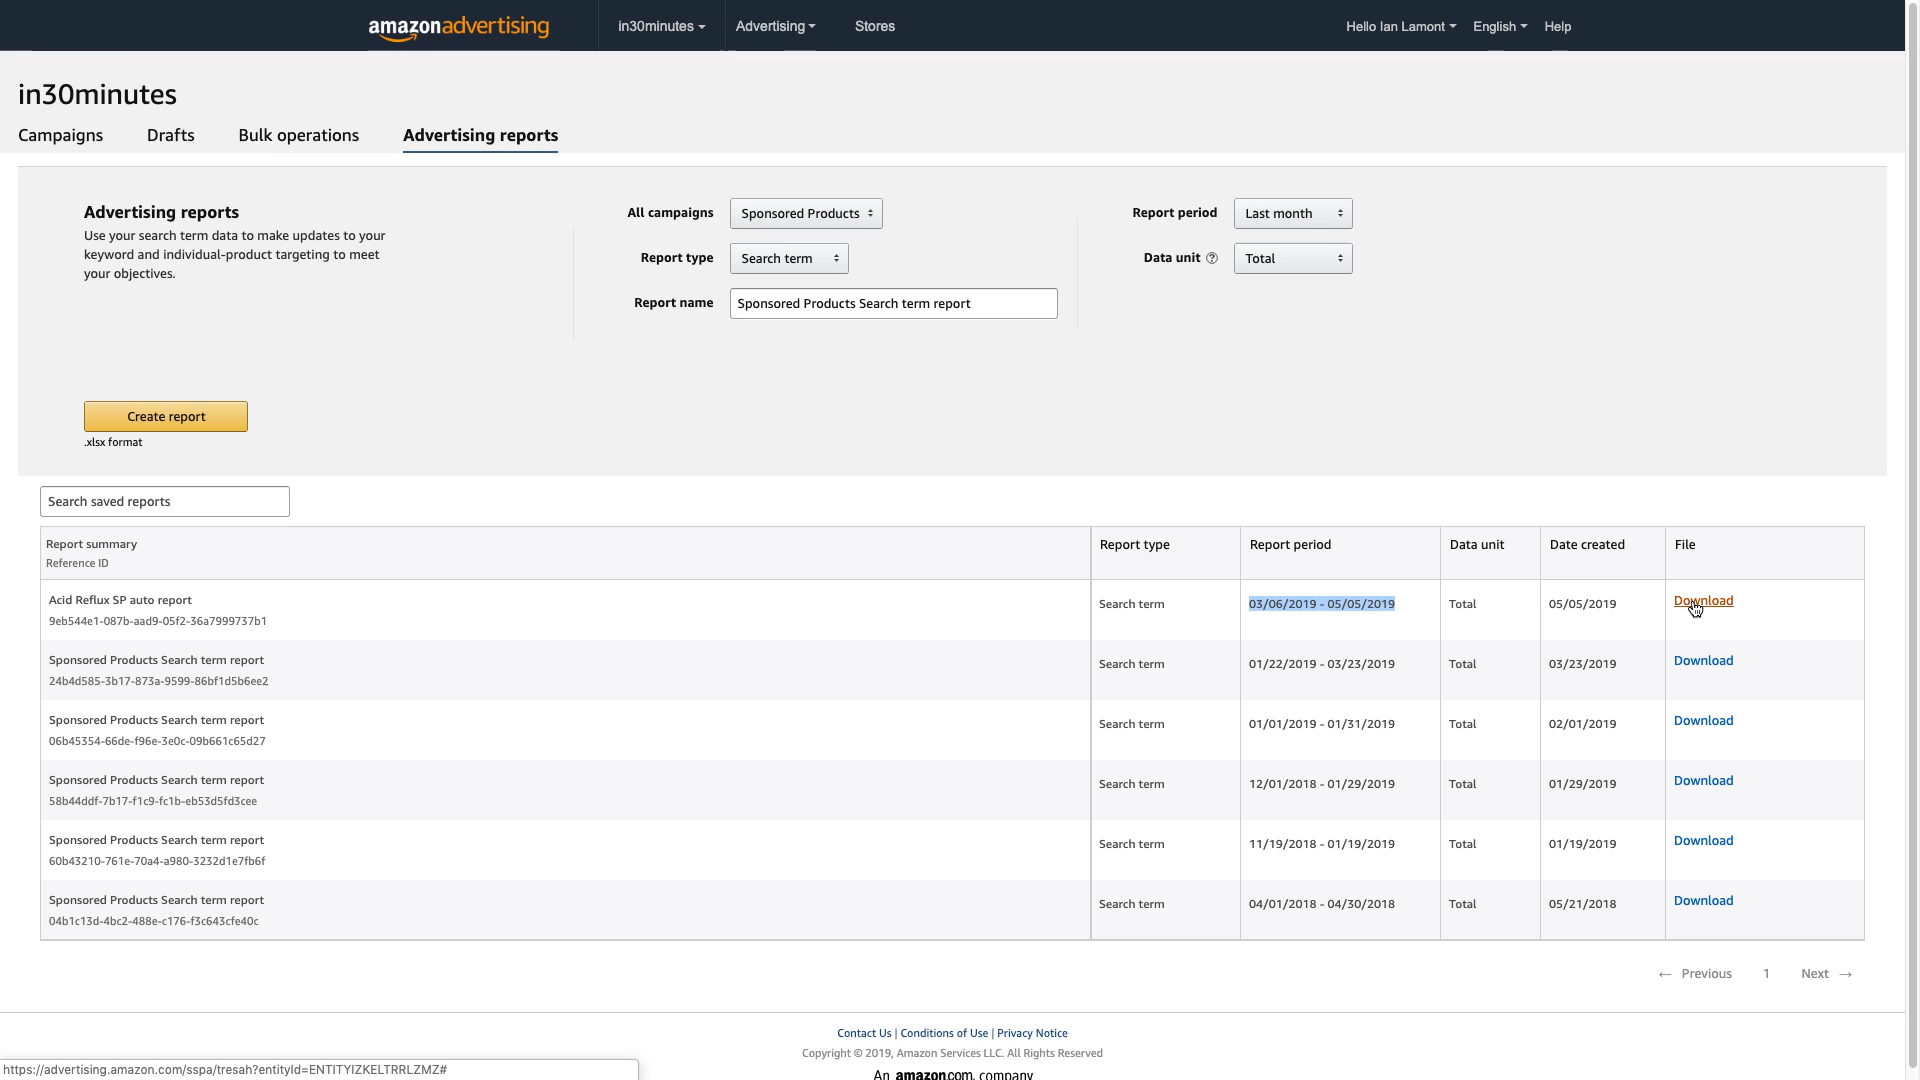 amazonadvertising
in30minutes
Advertising
Stores
Hello Ian Lamont
English
Help
in30minutes
Campaigns
Drafts
Bulk operations
Advertising reports
Advertising reports
Use your search term data to make updates to your
keyword and individual-product targeting to meet
your objectives.
All campaigns
Sponsored Products
Report type
Search term
Report name
Sponsored Products Search term report
Report period
Last month
Data unit ?
Total
Create report
.xlsx format
Search saved reports
Report summary
Reference ID
Report type
Report period
Data unit
Date created
File
Acid Reflux SP auto report
9eb544e1-087b-aad9-05f2-36a7999737b1
Search term
03/06/2019 - 05/05/2019
Total
05/05/2019
Download
Sponsored Products Search term report
24b4d585-3b17-873a-9599-86bf1d5b6ee2
Search term
01/22/2019 - 03/23/2019
Total
03/23/2019
Download
Sponsored Products Search term report
06b45354-66de-f96e-3e0c-09b661c65d27
Search term
01/01/2019 - 01/31/2019
Total
02/01/2019
Download
Sponsored Products Search term report
58b44ddf-7b17-f1c9-fc1b-eb53d5fd3cee
Search term
12/01/2018 - 01/29/2019
Total
01/29/2019
Download
Sponsored Products Search term report
60b43210-761e-70a4-a980-3232d1e7fb6f
Search term
11/19/2018 - 01/19/2019
Total
01/19/2019
Download
Sponsored Products Search term report
04b1c13d-4bc2-488e-c176-f3c643cfe40c
Search term
04/01/2018 - 04/30/2018
Total
05/21/2018
Download
← Previous 1 Next →
Contact Us | Conditions of Use | Privacy Notice
Copyright © 2019, Amazon Services LLC. All Rights Reserved
An amazon.com. company
https://advertising.amazon.com/sspa/tresah?entityId=ENTITYIZKELTRRLZMZ#